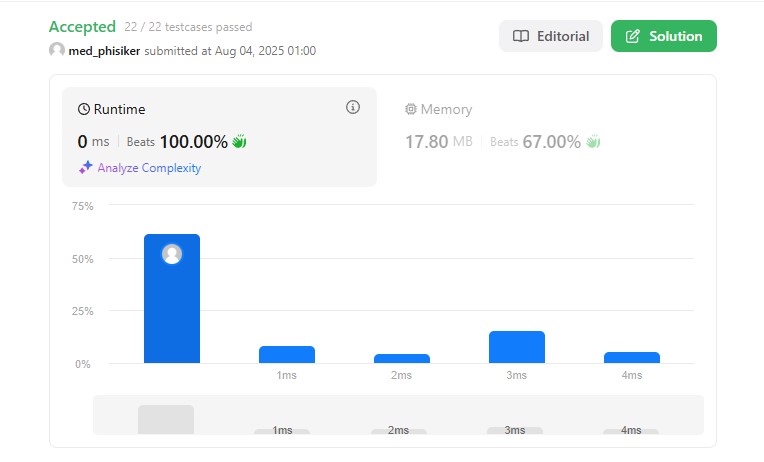 Accepted 22 / 22 testcases passed
Editorial
Solution
med_phisiker submitted at Aug 04, 2025 01:00
Runtime
0 ms Beats 100.00%
Analyze Complexity
Memory
17.80 MB Beats 67.00%
75%
50%
25%
0%
1ms 2ms 3ms 4ms
1ms 2ms 3ms 4ms